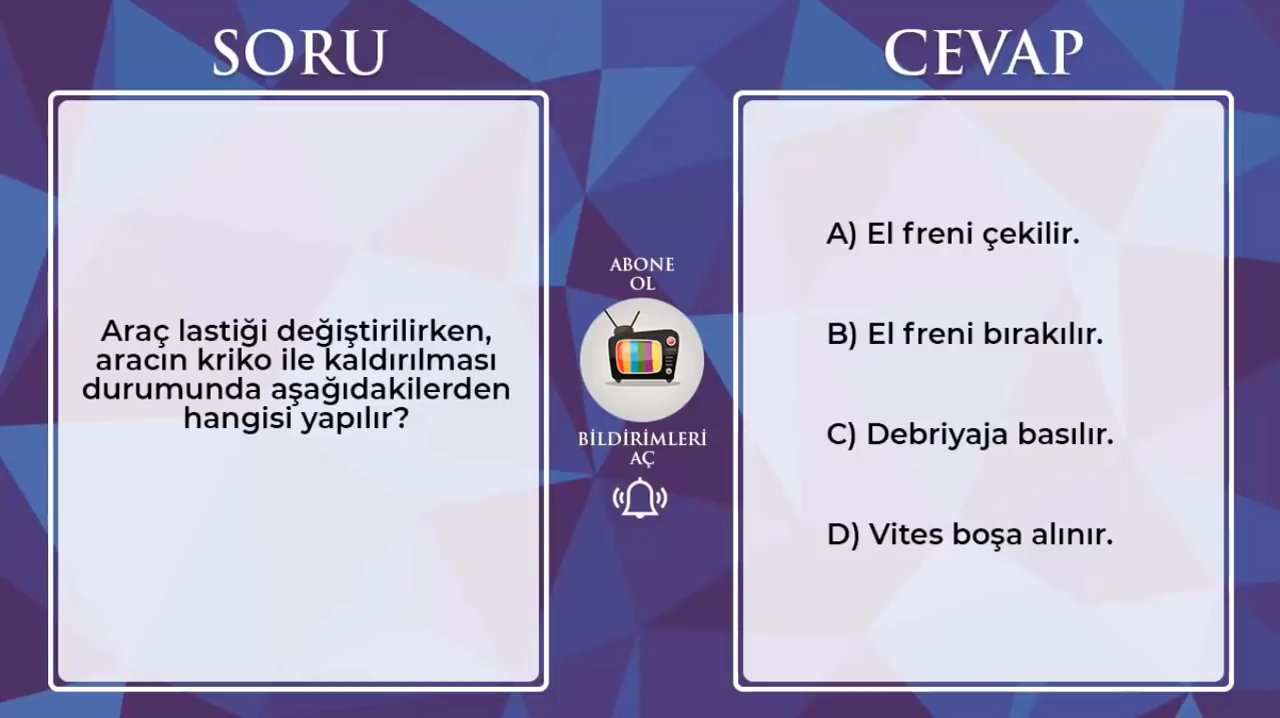 SORU
Araç lastiği değiştirilirken,
aracın kriko ile kaldırılması
durumunda aşağıdakilerden
hangisi yapılır?
ABONE
OL
BİLDİRİMLERİ
AÇ
CEVAP
A) El freni çekilir.
B) El freni bırakılır.
C) Debriyaja basılır.
D) Vites boşa alınır.